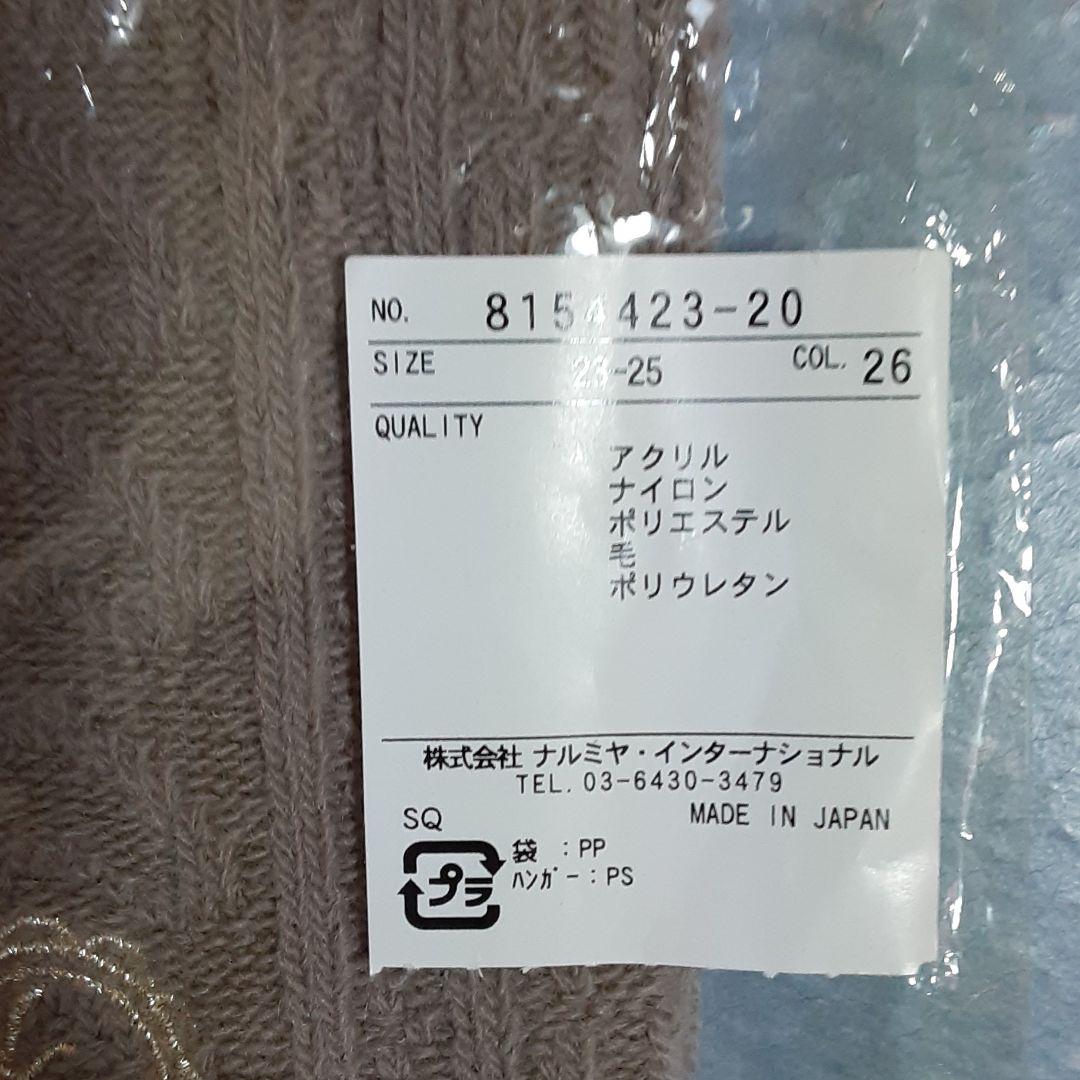 NO. 8154423-20
SIZE 23-25 COL. 26
QUALITY
アクリル
ナイロン
ポリエステル
毛
ポリウレタン
株式会社 ナルミヤ・インターナショナル
TEL. 03-6430-3479
SQ MADE IN JAPAN
プラ 袋 : PP
ﾊﾝｶﾞｰ : PS